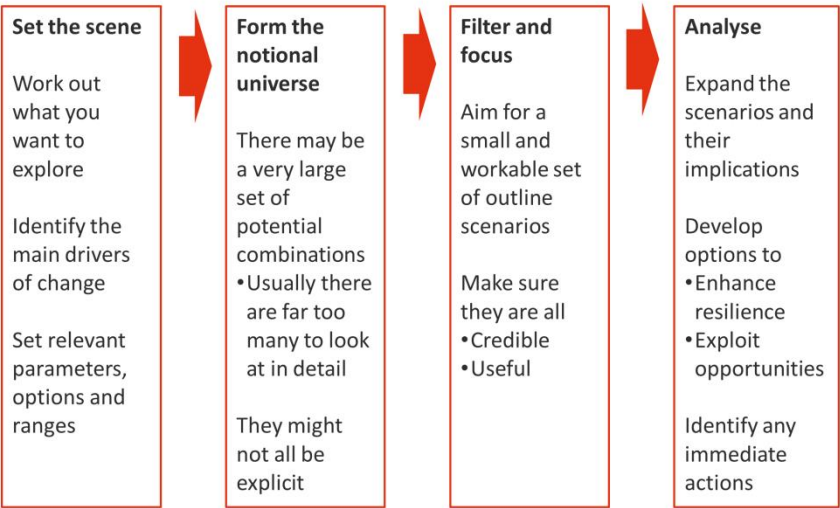 Set the scene
Work out
what you
want to
explore
Identify the
main drivers
of change
Set relevant
parameters,
options and
ranges
Form the
notional
universe
There may be
a very large
set of
potential
combinations
•Usually there
are far too
many to look
at in detail
They might
not all be
explicit
Filter and
focus
Aim for a
small and
workable set
of outline
scenarios
Make sure
they are all
•Credible
•Useful
Analyse
Expand the
scenarios and
their
implications
Develop
options to
•Enhance
resilience
•Exploit
opportunities
Identify any
immediate
actions